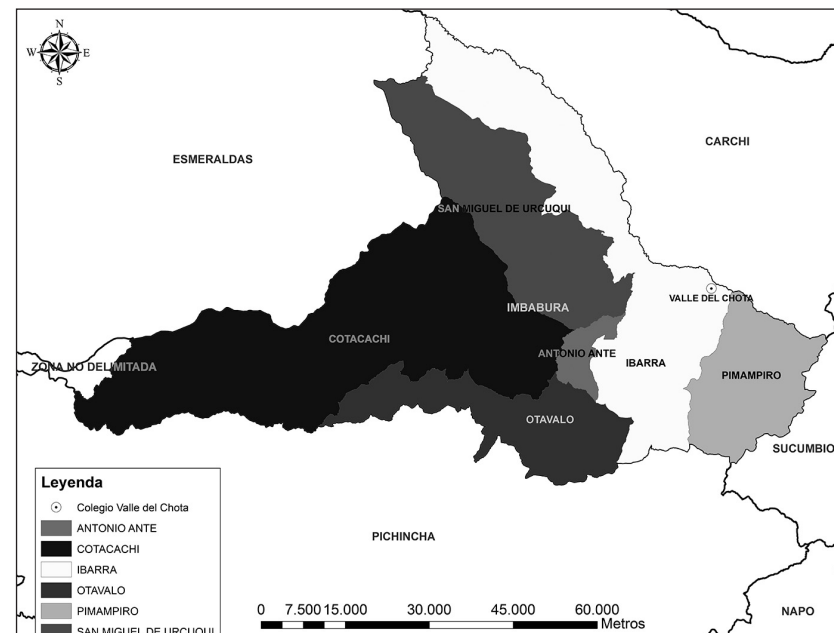 N
W E
S
ESMERALDAS
CARCHI
SAN MIGUEL DE URCUQUI
VALLE DEL CHOTA
IMBABURA
COTACACHI
ANTONIO ANTE
ZONA NO DELIMITADA
IBARRA
PIMAMPIRO
OTAVALO
SUCUMBIO
PICHINCHA
NAPO
Leyenda
Colegio Valle del Chota
ANTONIO ANTE
COTACACHI
IBARRA
OTAVALO
PIMAMPIRO
SAN MIGUEL DE URCUQUI
0 7.500 15.000 30.000 45.000 60.000
Metros